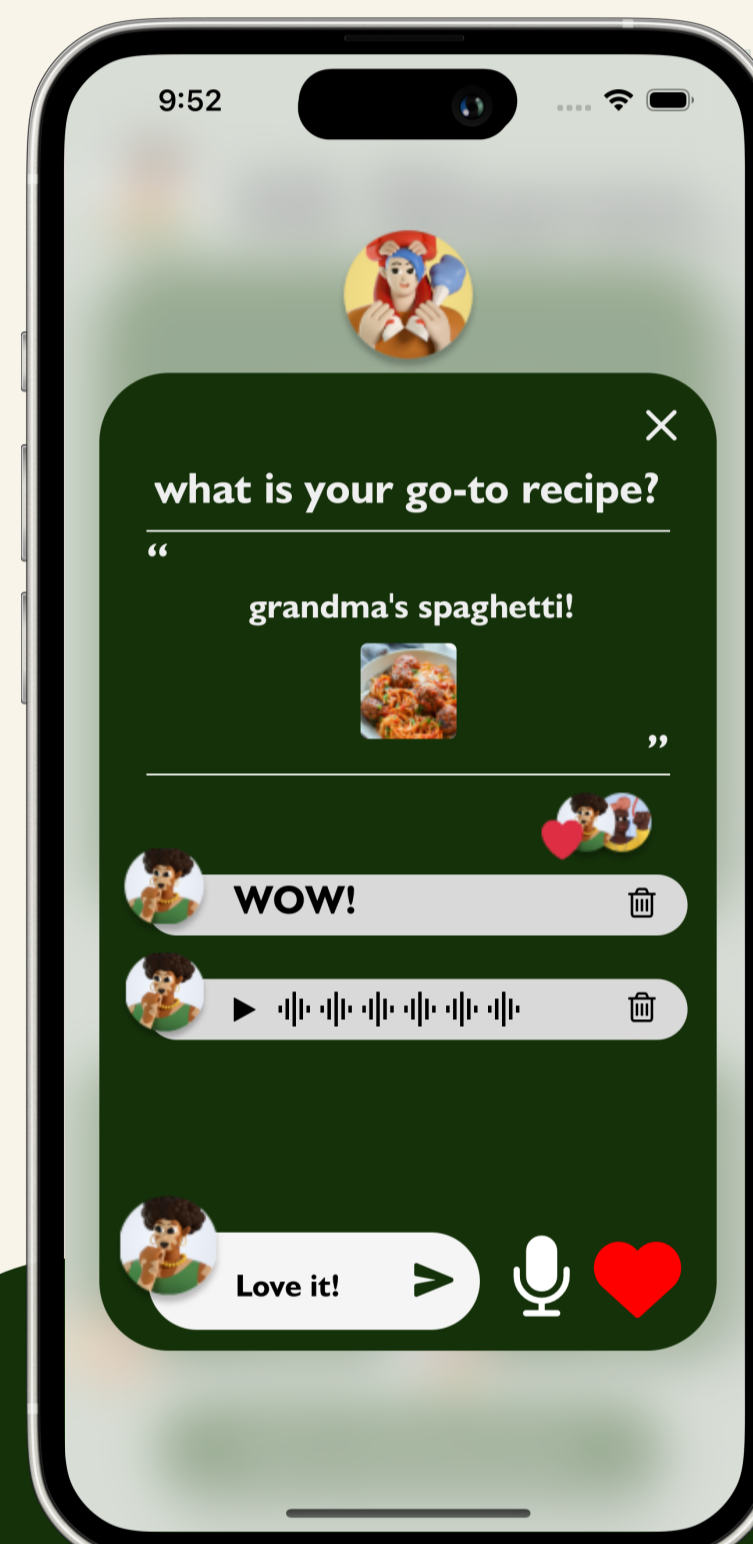 9:52
what is your go-to recipe?
“
grandma's spaghetti!
”
WOW!
Love it!